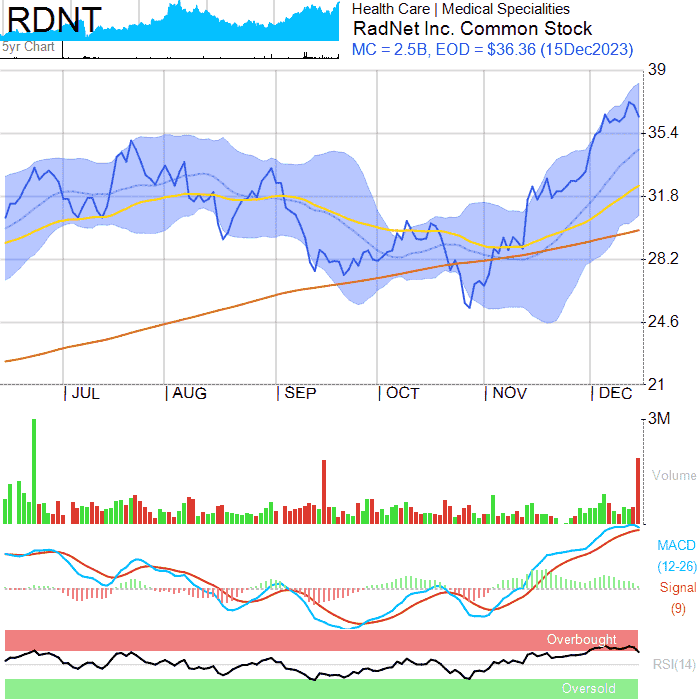 RDNT
5yr Chart
Health Care | Medical Specialities
RadNet Inc. Common Stock
MC = 2.5B, EOD = $36.36 (15Dec2023)
39
35.4
31.8
28.2
24.6
21
JUL AUG SEP OCT NOV DEC
3M
Volume
MACD
(12-26)
Signal
(9)
Overbought
RSI(14)
Oversold